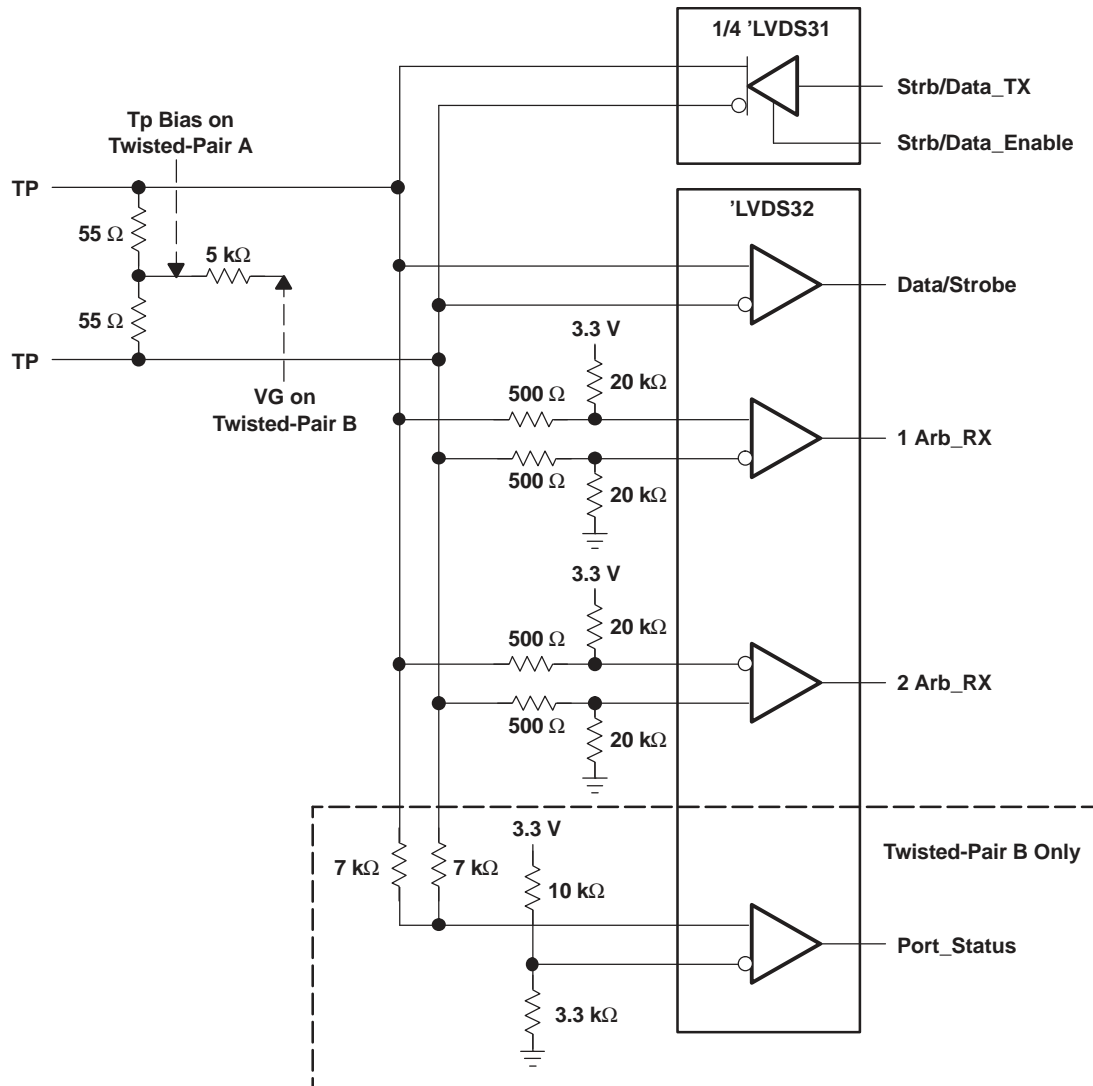 1/4 ’LVDS31
Strb/Data_TX
Strb/Data_Enable
Tp Bias on
Twisted-Pair A
TP
55 Ω
5 kΩ
55 Ω
TP
VG on
Twisted-Pair B
’LVDS32
Data/Strobe
3.3 V
20 kΩ
500 Ω
1 Arb_RX
500 Ω
20 kΩ
3.3 V
20 kΩ
500 Ω
2 Arb_RX
500 Ω
20 kΩ
3.3 V
Twisted-Pair B Only
7 kΩ
7 kΩ
10 kΩ
Port_Status
3.3 kΩ